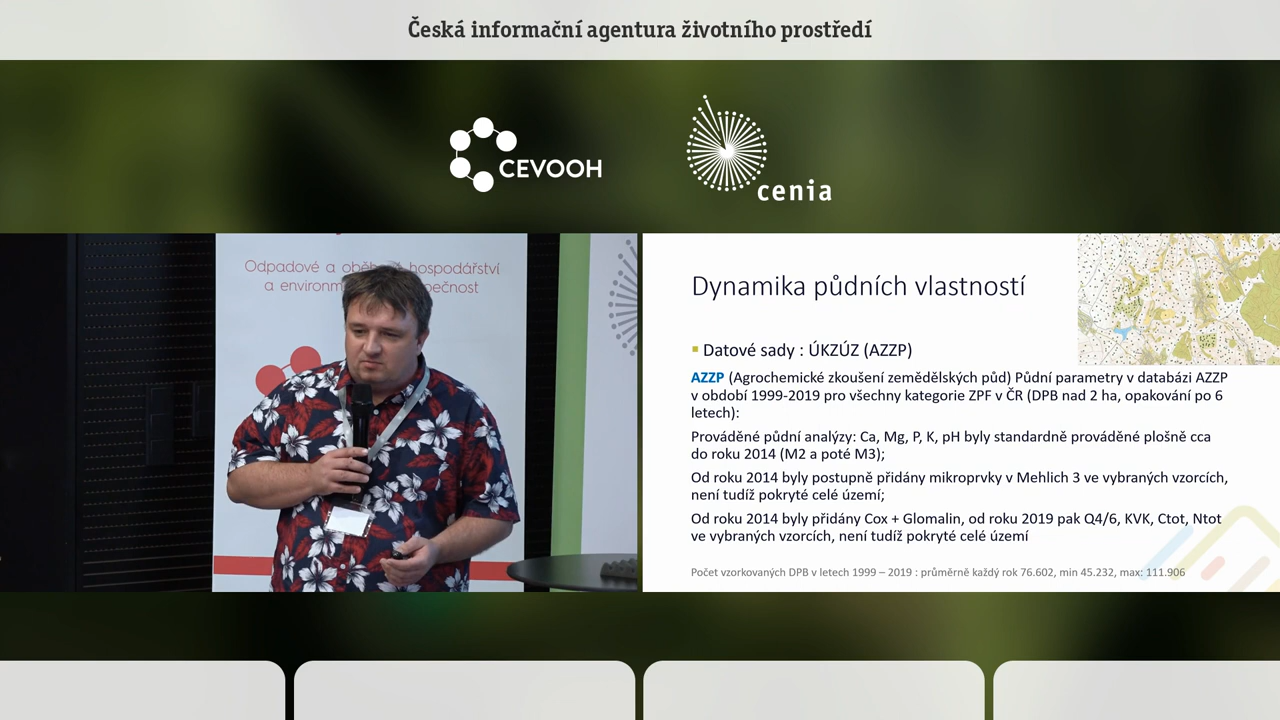 Česká informační agentura životního prostředí
CEVOOH
cenia
Odpadové a oběhové hospodářství
a environm pečnost
Dynamika půdních vlastností
Datové sady : ÚKZÚZ (AZZP)
AZZP (Agrochemické zkoušení zemědělských půd) Půdní parametry v databázi AZZP
v období 1999-2019 pro všechny kategorie ZPF v ČR (DPB nad 2 ha, opakování po 6
letech):
Prováděné půdní analýzy: Ca, Mg, P, K, pH byly standardně prováděné plošně cca
do roku 2014 (M2 a poté M3);
Od roku 2014 byly postupně přidány mikroprvky v Mehlich 3 ve vybraných vzorcích,
není tudíž pokryté celé území;
Od roku 2014 byly přidány Cox + Glomalin, od roku 2019 pak Q4/6, KVK, Ctot, Ntot
ve vybraných vzorcích, není tudíž pokryté celé území
Počet vzorkovaných DPB v letech 1999 – 2019 : průměrně každý rok 76.602, min 45.232, max: 111.906